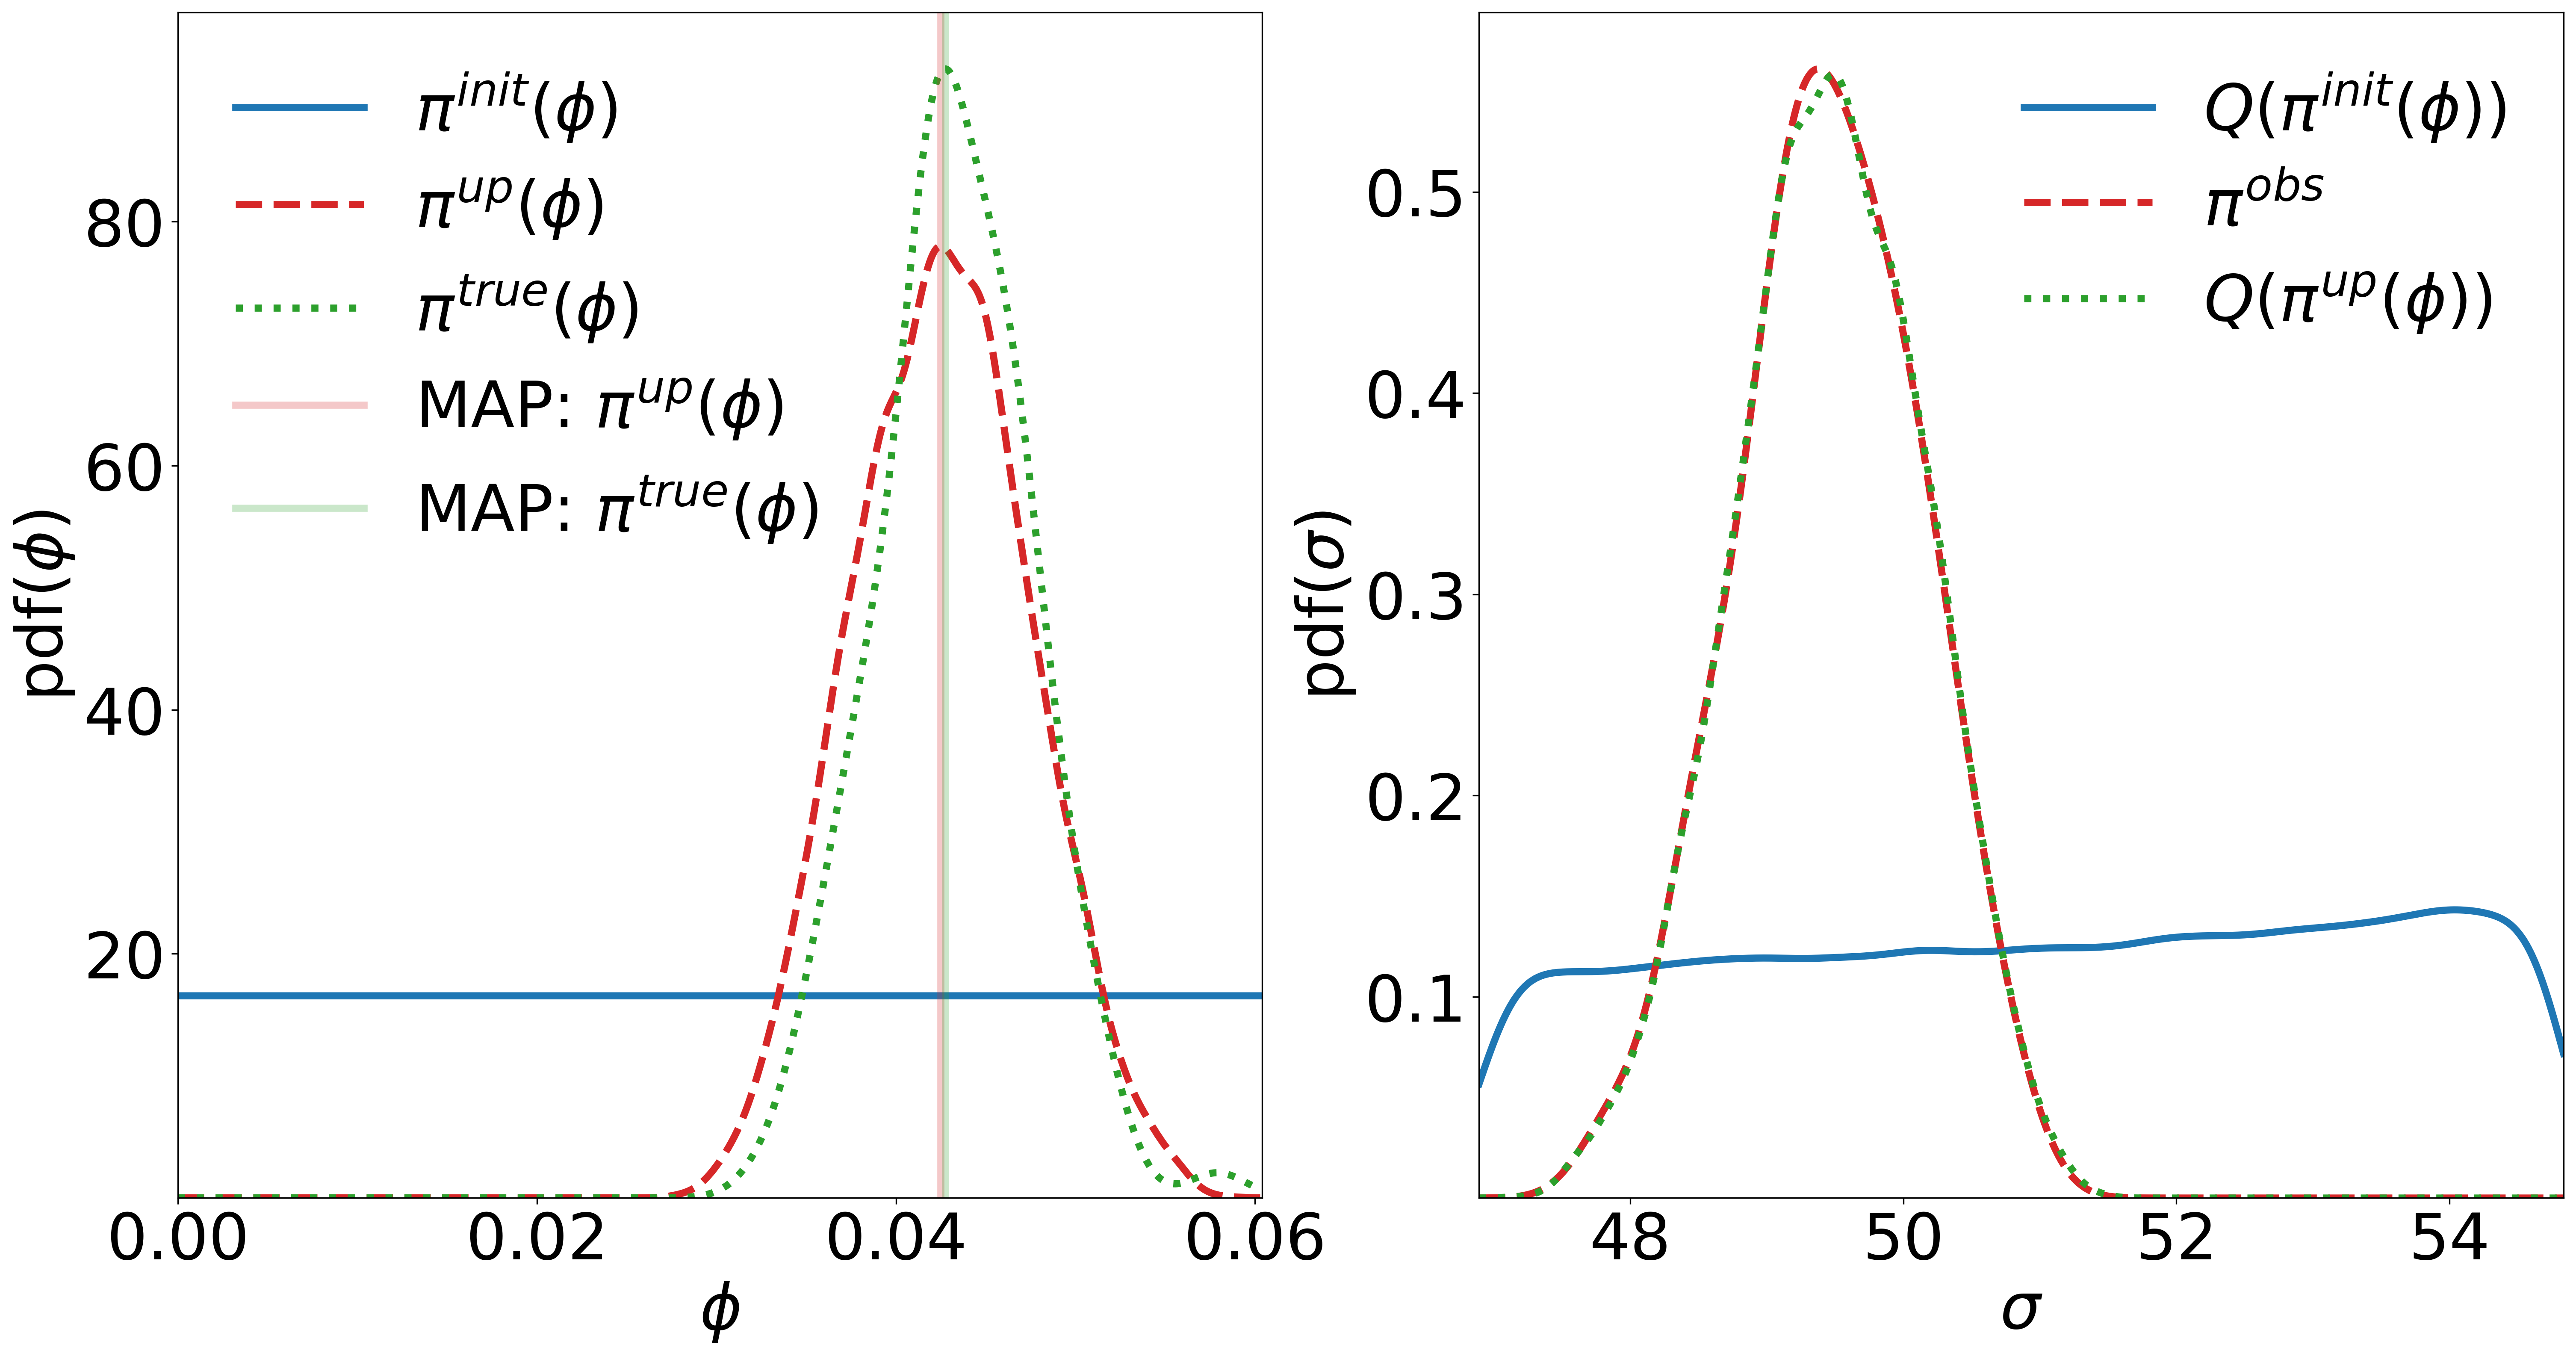 π^{init}(ϕ)
π^{up}(ϕ)
π^{true}(ϕ)
MAP: π^{up}(ϕ)
MAP: π^{true}(ϕ)
80
60
40
20
pdf(ϕ)
0.00 0.02 0.04 0.06
ϕ
Q(π^{init}(ϕ))
π^{obs}
Q(π^{up}(ϕ))
0.5
0.4
0.3
0.2
0.1
pdf(σ)
48 50 52 54
σ